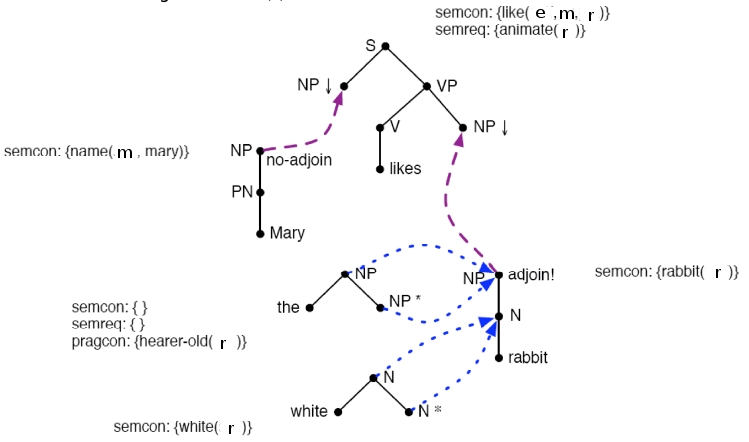 semcon: {like( e ,m, r )}
semreq: {animate( r )}
S
NP ↓
VP
V
NP ↓
likes
semcon: {name( m , mary)}
NP
no-adjoin
PN
Mary
NP
adjoin!
semcon: {rabbit( r )}
N
rabbit
NP
the
NP *
semcon: { }
semreq: { }
pragcon: {hearer-old( r )}
N
white
N *
semcon: {white( r )}